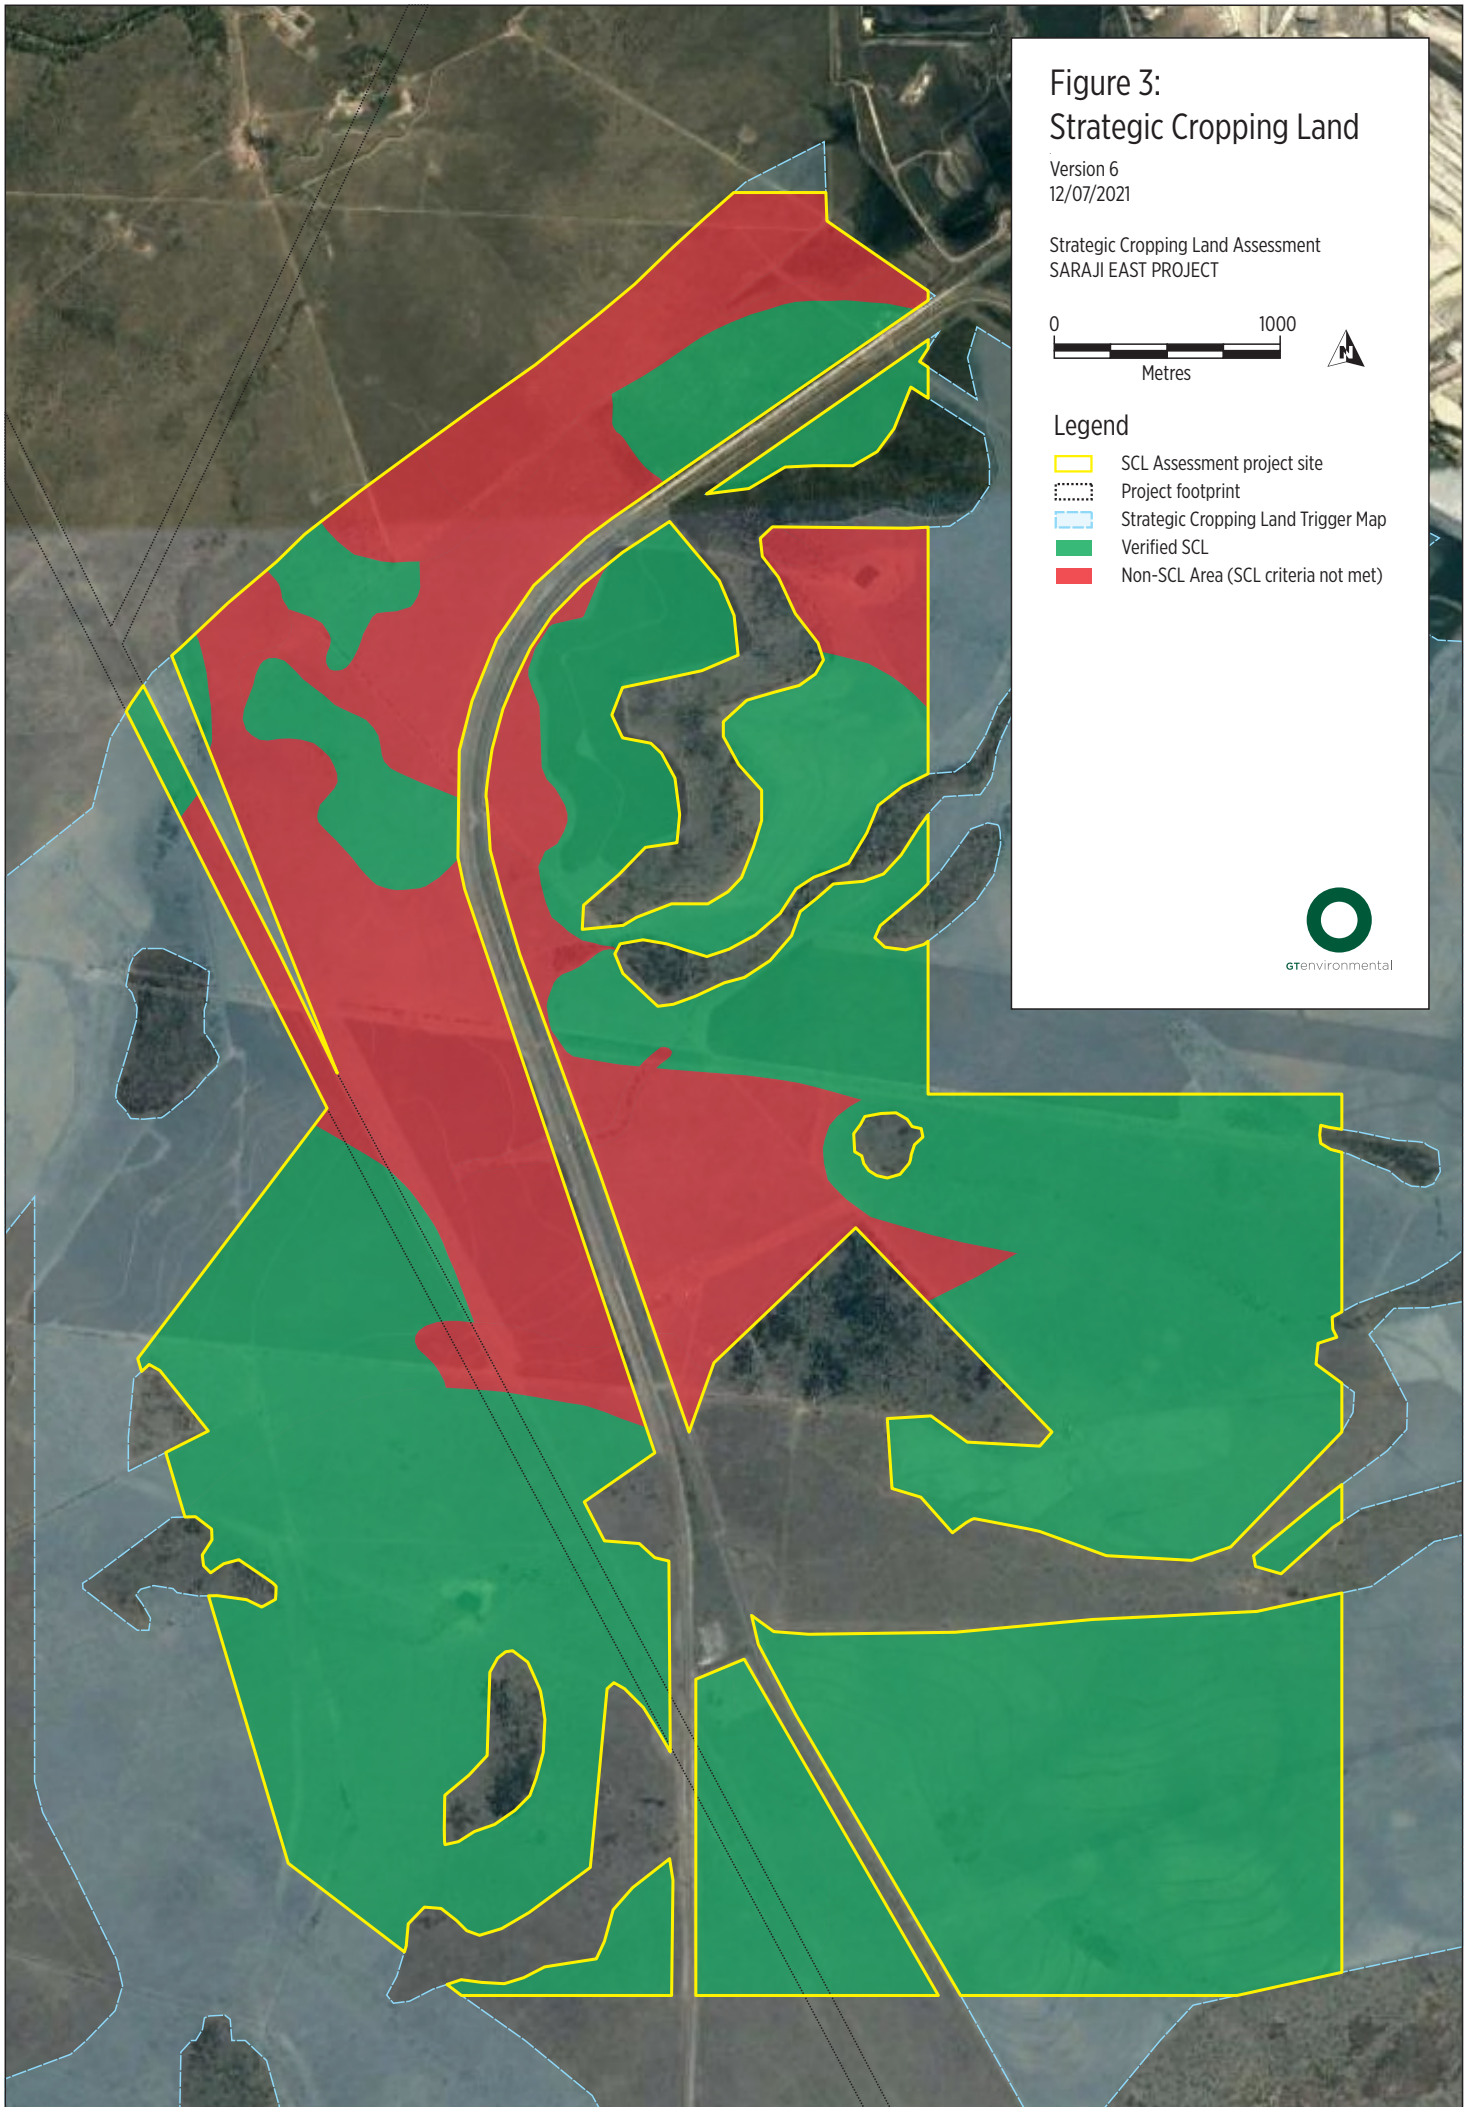 Figure 3:
Strategic Cropping Land
Version 6
12/07/2021
Strategic Cropping Land Assessment
SARAJI EAST PROJECT
0 1000
Metres
N
Legend
SCL Assessment project site
Project footprint
Strategic Cropping Land Trigger Map
Verified SCL
Non-SCL Area (SCL criteria not met)
GTenvironmental